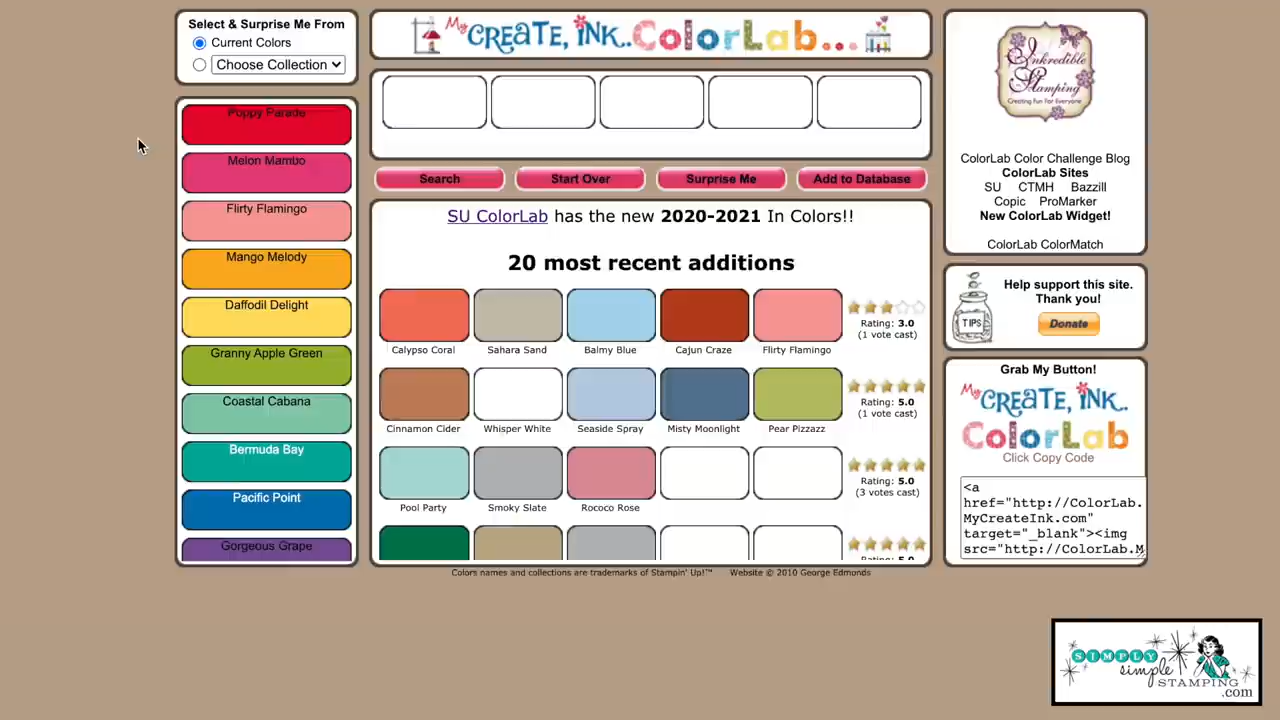 Select & Surprise Me From
Current Colors
Choose Collection
Poppy Parade
Melon Mambo
Flirty Flamingo
Mango Melody
Daffodil Delight
Granny Apple Green
Coastal Cabana
Bermuda Bay
Pacific Point
Gorgeous Grape
My CREATE, iNK.. ColorLab...
Search
Start Over
Surprise Me
Add to Database
SU ColorLab has the new 2020-2021 In Colors!!
20 most recent additions
Calypso Coral
Sahara Sand
Balmy Blue
Cajun Craze
Flirty Flamingo
Rating: 3.0
(1 vote cast)
Cinnamon Cider
Whisper White
Seaside Spray
Misty Moonlight
Pear Pizzazz
Rating: 5.0
(1 vote cast)
Pool Party
Smoky Slate
Rococo Rose
Rating: 5.0
(3 votes cast)
Rating: 5.0
Colors names and collections are trademarks of Stampin' Up!™ Website © 2010 George Edmonds
Inkredible
Stamping
Creating Fun For Everyone
ColorLab Color Challenge Blog
ColorLab Sites
SU CTMH Bazzill
Copic ProMarker
New ColorLab Widget!
ColorLab ColorMatch
TIPS
Help support this site.
Thank you!
Donate
Grab My Button!
My CREATE, iNK..
ColorLab
Click Copy Code
<a
href="http://ColorLab.
MyCreateInk.com"
target="_blank"><img
src="http://ColorLab.M
SIMPLY
simple
STAMPING
.com